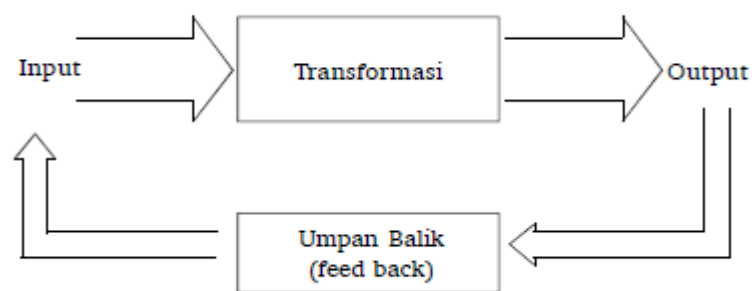 Input
Transformasi
Output
Umpan Balik
(feed back)